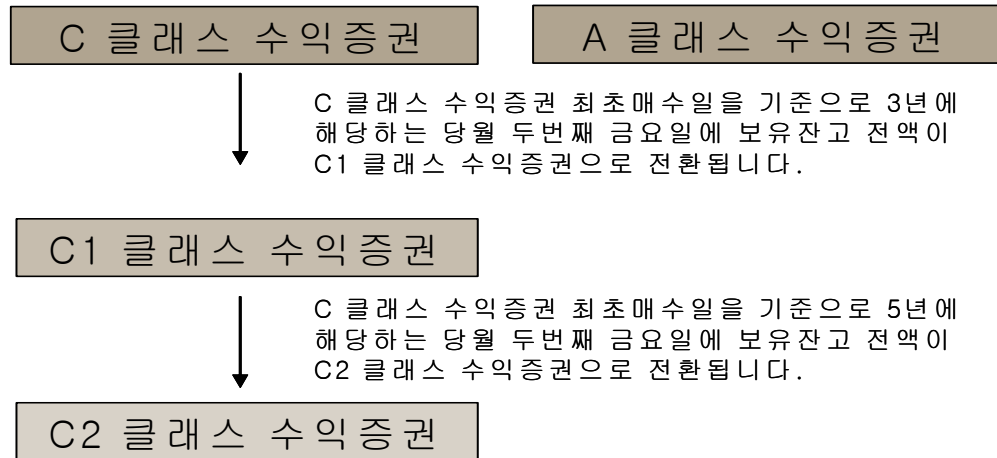 C 클래스 수익증권
A 클래스 수익증권
C 클래스 수익증권 최초매수일을 기준으로 3년에
해당하는 당월 두번째 금요일에 보유잔고 전액이
C1 클래스 수익증권으로 전환됩니다.
C1 클래스 수익증권
C 클래스 수익증권 최초매수일을 기준으로 5년에
해당하는 당월 두번째 금요일에 보유잔고 전액이
C2 클래스 수익증권으로 전환됩니다.
C2 클래스 수익증권